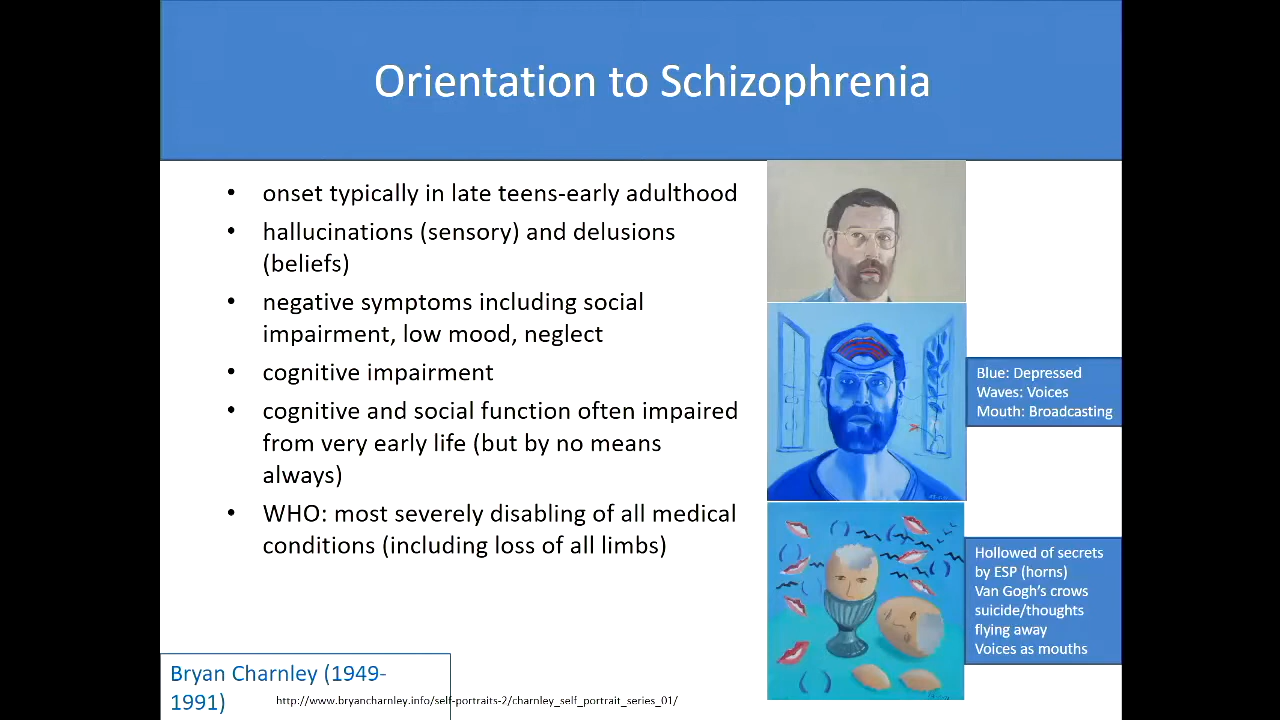 Orientation to Schizophrenia
• onset typically in late teens-early adulthood
• hallucinations (sensory) and delusions
(beliefs)
• negative symptoms including social
impairment, low mood, neglect
• cognitive impairment
• cognitive and social function often impaired
from very early life (but by no means
always)
• WHO: most severely disabling of all medical
conditions (including loss of all limbs)
Blue: Depressed
Waves: Voices
Mouth: Broadcasting
Hollowed of secrets
by ESP (horns)
Van Gogh's crows
suicide/thoughts
flying away
Voices as mouths
Bryan Charnley (1949-
1991)
http://www.bryancharnley.info/self-portraits-2/charnley_self_portrait_series_01/